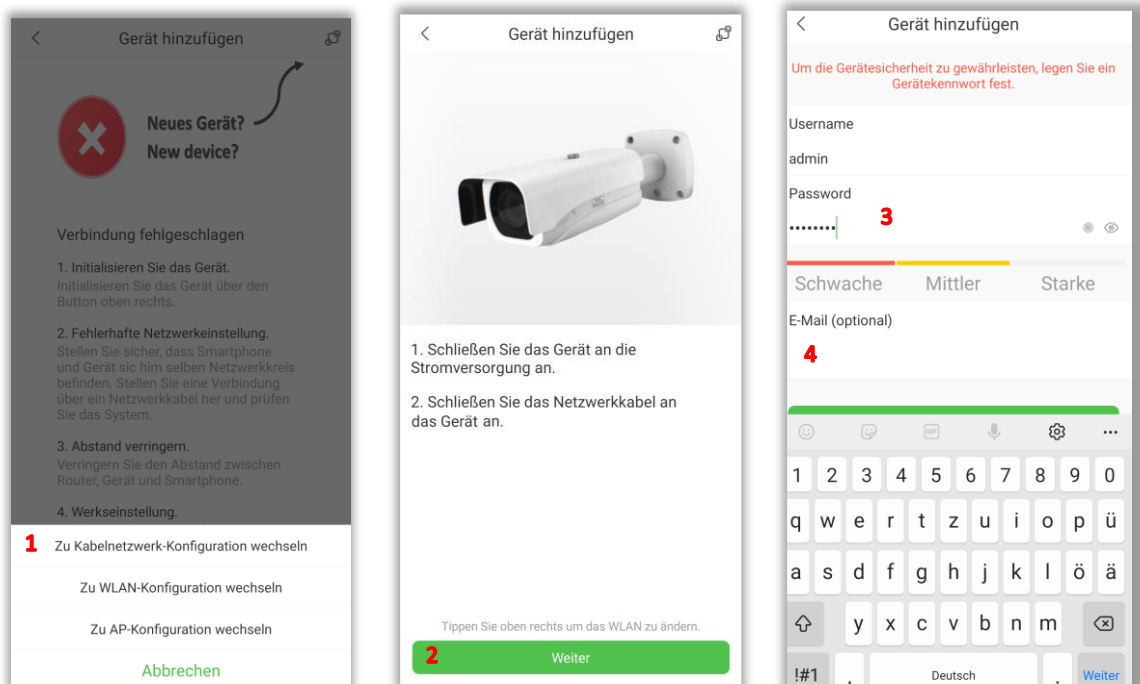 Gerät hinzufügen
Neues Gerät?
New device?
Verbindung fehlgeschlagen
1. Initialisieren Sie das Gerät.
Initialisieren Sie das Gerät über den
Button oben rechts.
2. Fehlerhafte Netzwerkeinstellung.
Stellen Sie sicher, dass Smartphone
und Gerät sic him selben Netzwerkkreis
befinden. Stellen Sie eine Verbindung
über ein Netzwerkkabel her und prüfen
Sie das System.
3. Abstand verringern.
Verringern Sie den Abstand zwischen
Router, Gerät und Smartphone.
4. Werkseinstellung.
1 Zu Kabelnetzwerk-Konfiguration wechseln
Zu WLAN-Konfiguration wechseln
Zu AP-Konfiguration wechseln
Abbrechen
Gerät hinzufügen
1. Schließen Sie das Gerät an die
Stromversorgung an.
2. Schließen Sie das Netzwerkkabel an
das Gerät an.
Tippen Sie oben rechts um das WLAN zu ändern.
2 Weiter
Gerät hinzufügen
Um die Gerätesicherheit zu gewährleisten, legen Sie ein
Gerätekennwort fest.
Username
admin
Password
•••••••• 3
Schwache Mittler Starke
E-Mail (optional)
4
GIF
1 2 3 4 5 6 7 8 9 0
q w e r t z u i o p ü
a s d f g h j k l ö ä
y x c v b n m
!#1 , Deutsch . Weiter